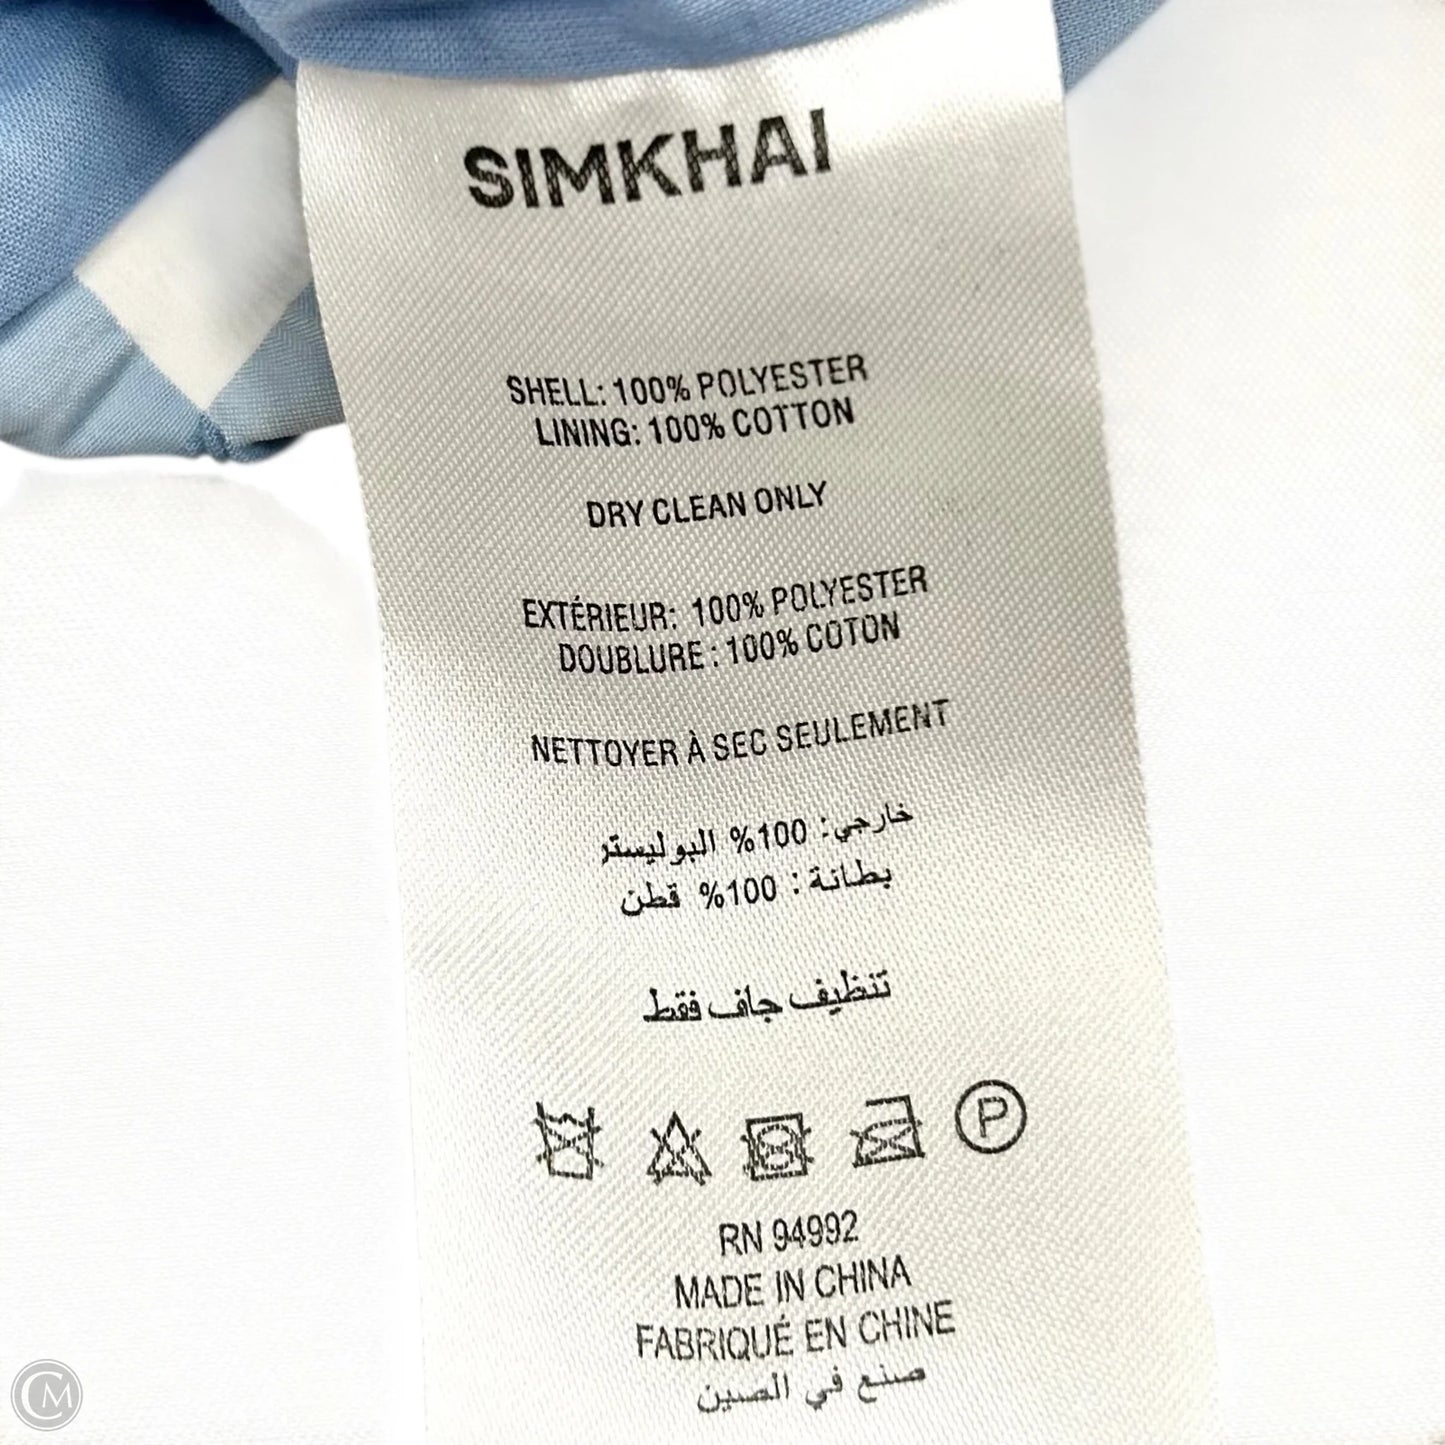 SIMKHAI
SHELL: 100% POLYESTER
LINING: 100% COTTON
DRY CLEAN ONLY
EXTÉRIEUR: 100% POLYESTER
DOUBLURE : 100% COTON
NETTOYER À SEC SEULEMENT
خارجي: 100% البوليستر
بطانة : 100% قطن
تنظيف جاف فقط
P
RN 94992
MADE IN CHINA
FABRIQUÉ EN CHINE
صنع في الصين
CM